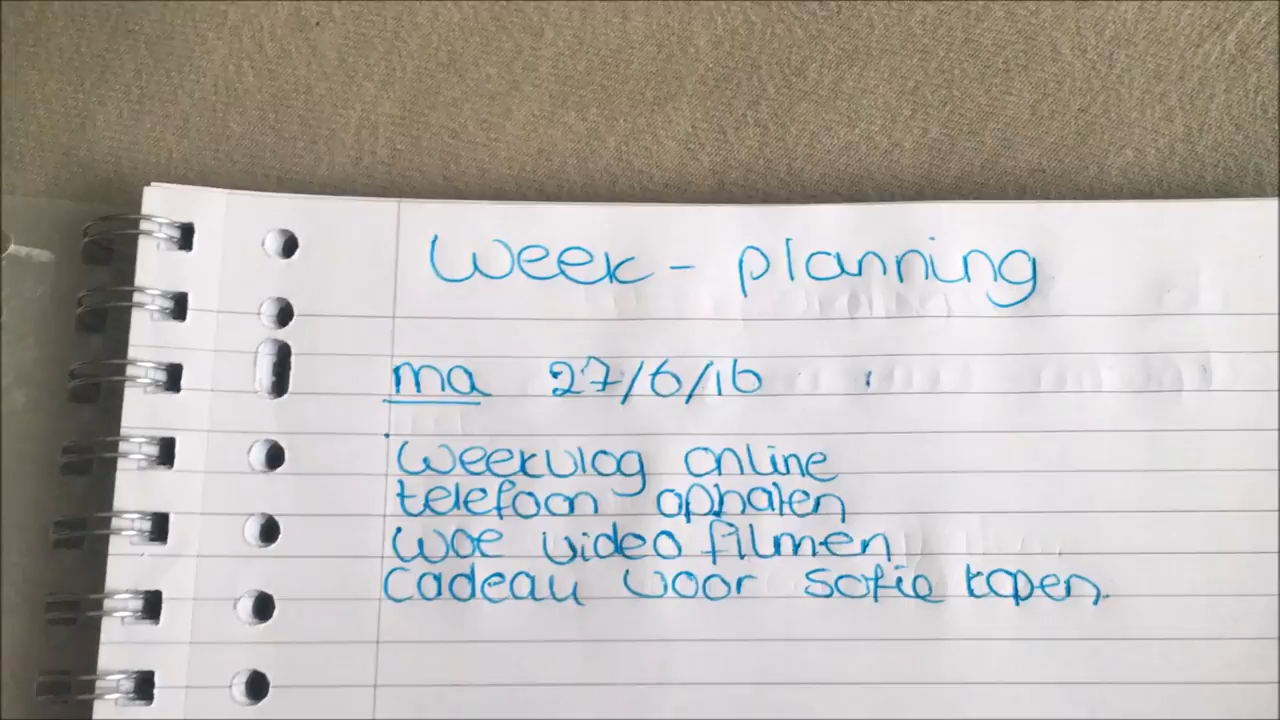 Week - planning
ma 27/6/16
weekvlog online
telefoon ophalen
woe video filmen
cadeau voor sofie kopen